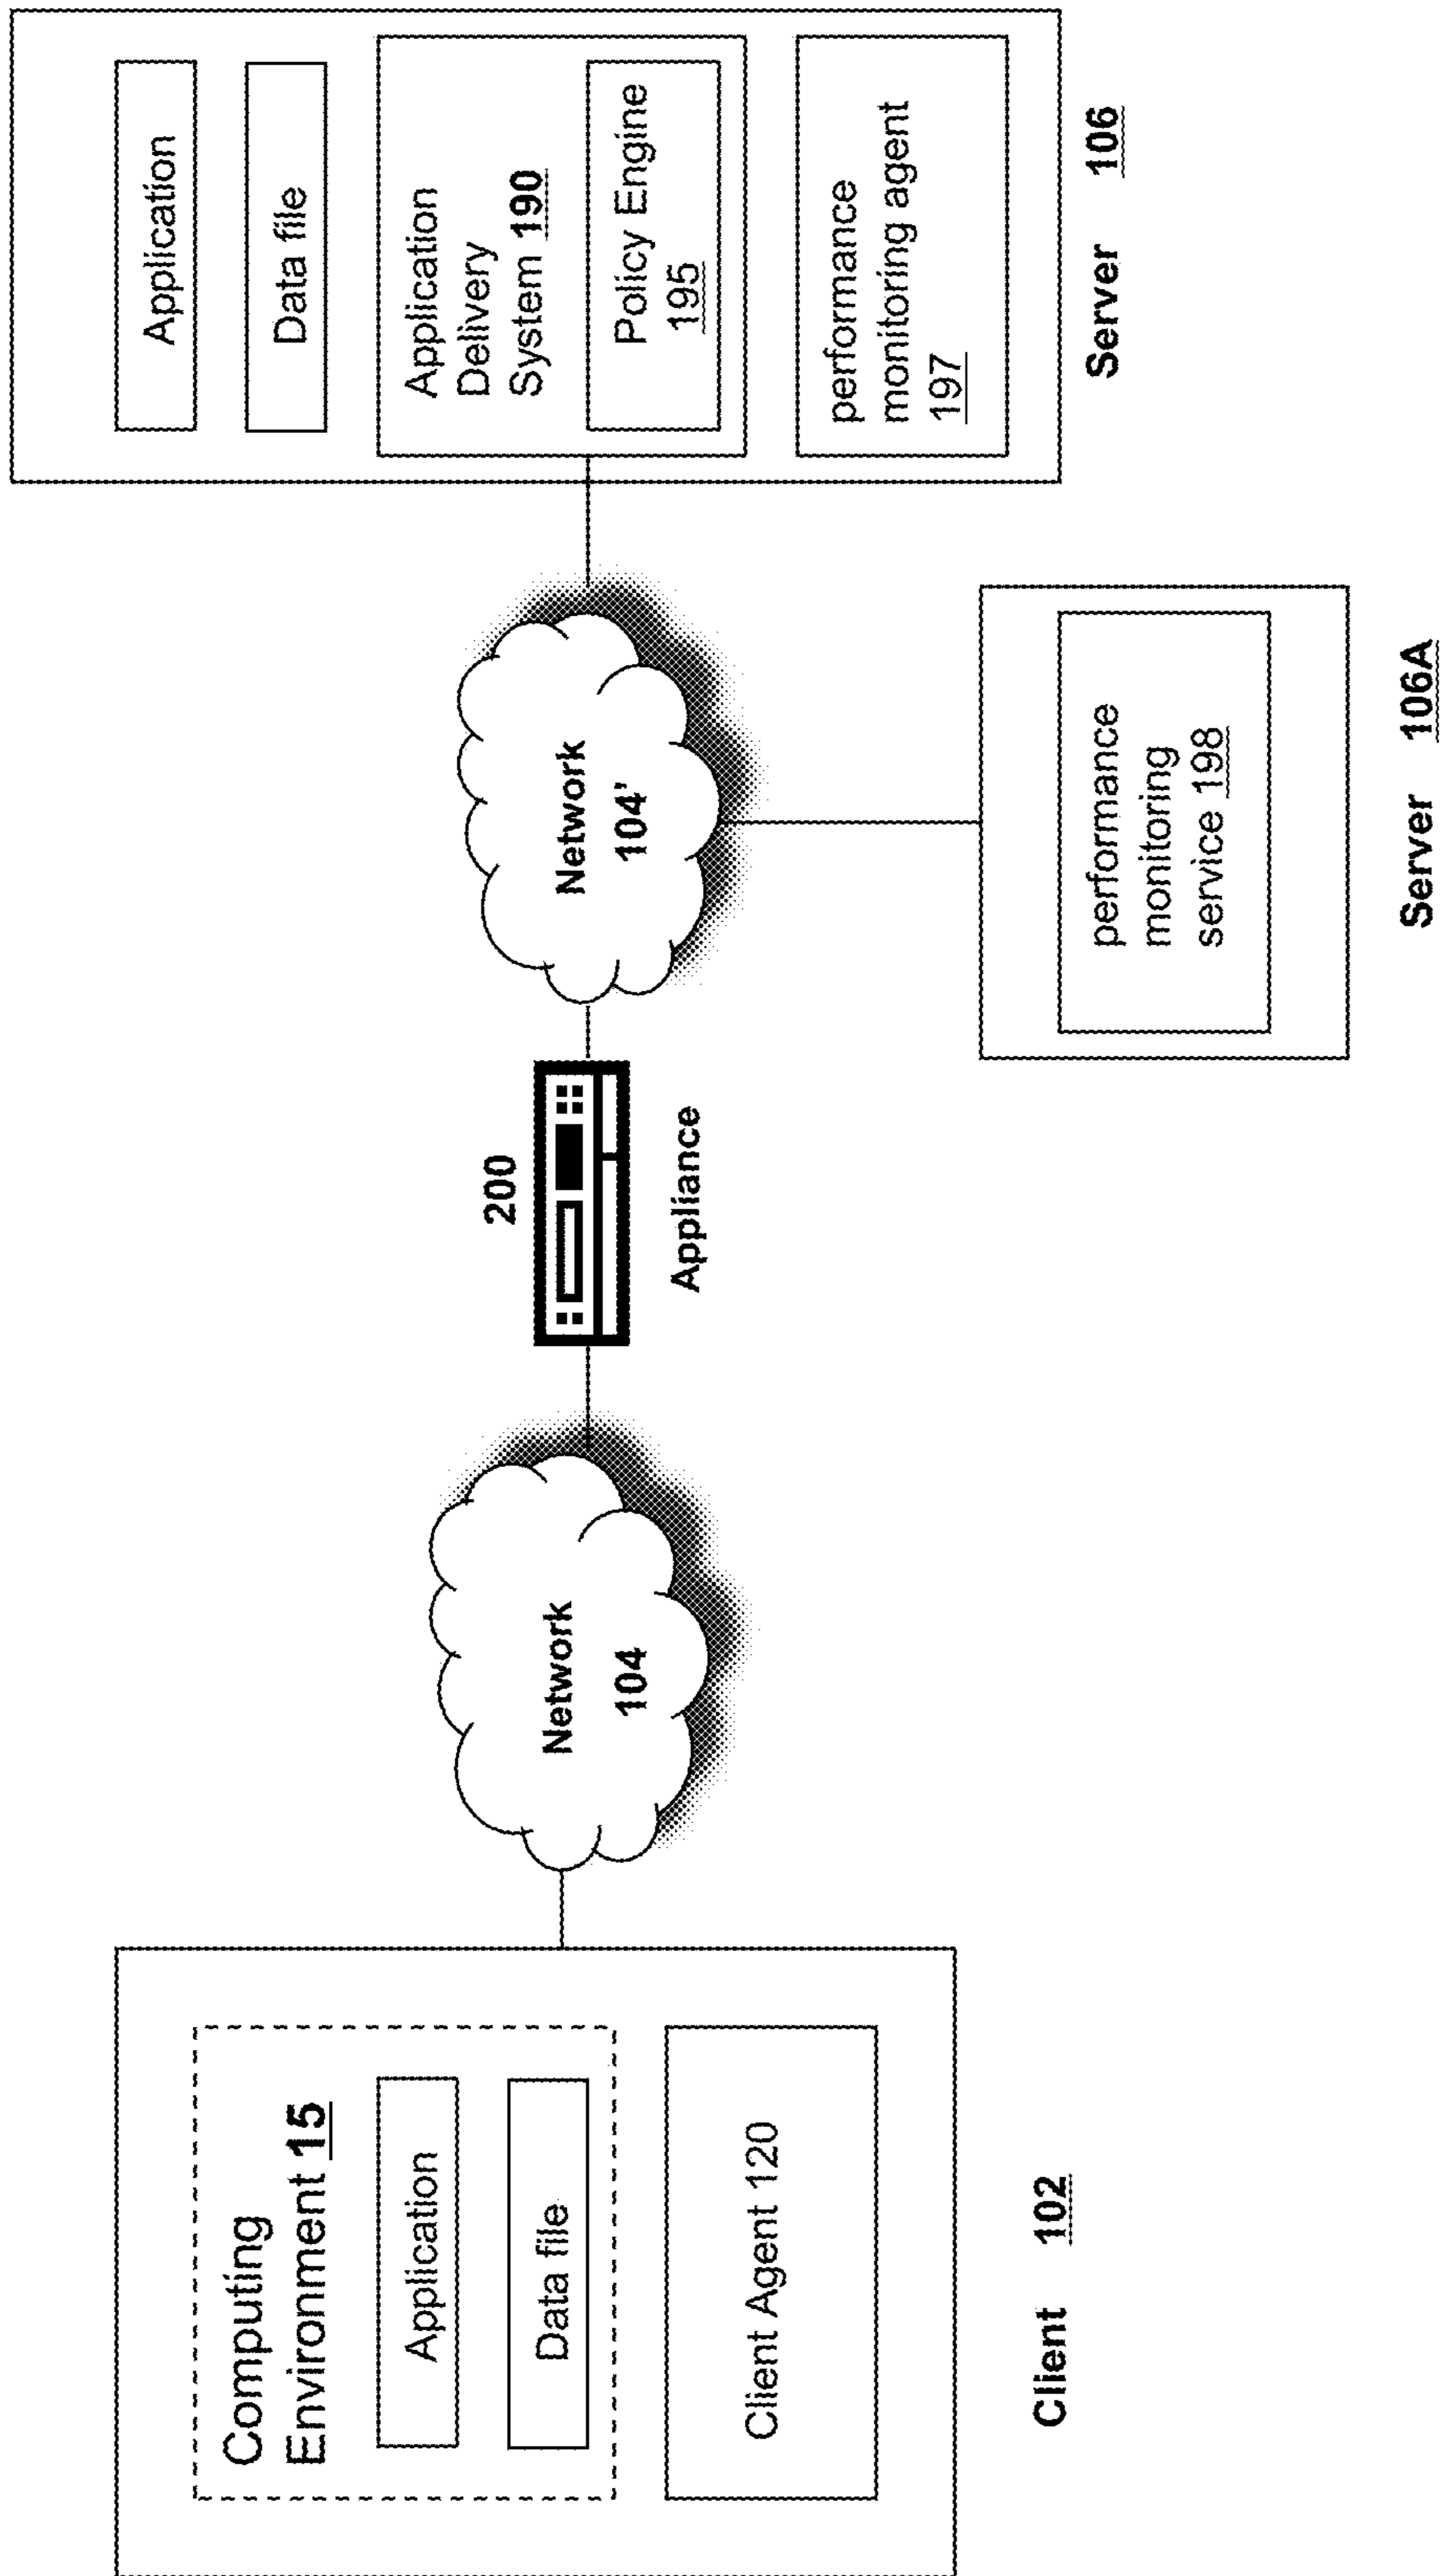 Computing
Environment 15
Application
Data file
Client Agent 120
Client 102
Network
104
200
Appliance
Network
104'
performance
monitoring
service 198
Server 106A
Application
Data file
Application
Delivery
System 190
Policy Engine
195
performance
monitoring agent
197
Server 106